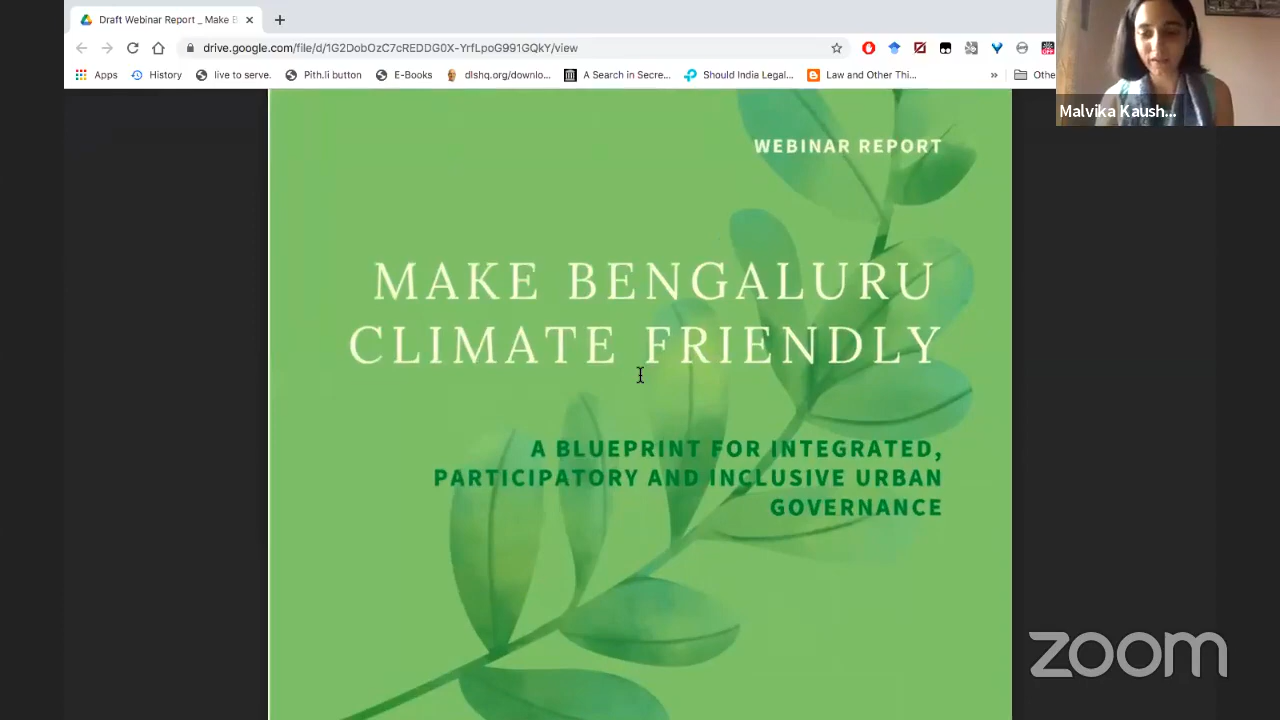 Draft Webinar Report _ Make B
drive.google.com/file/d/1G2DobOzC7cREDDG0X-YrfLpoG991GQkY/view
Apps
History
live to serve.
Pith.li button
E-Books
dlshq.org/downlo...
A Search in Secre...
Should India Legal...
Law and Other Thi...
»
Othe
Malvika Kaush...
WEBINAR REPORT
MAKE BENGALURU
CLIMATE FRIENDLY
A BLUEPRINT FOR INTEGRATED,
PARTICIPATORY AND INCLUSIVE URBAN
GOVERNANCE
zoom